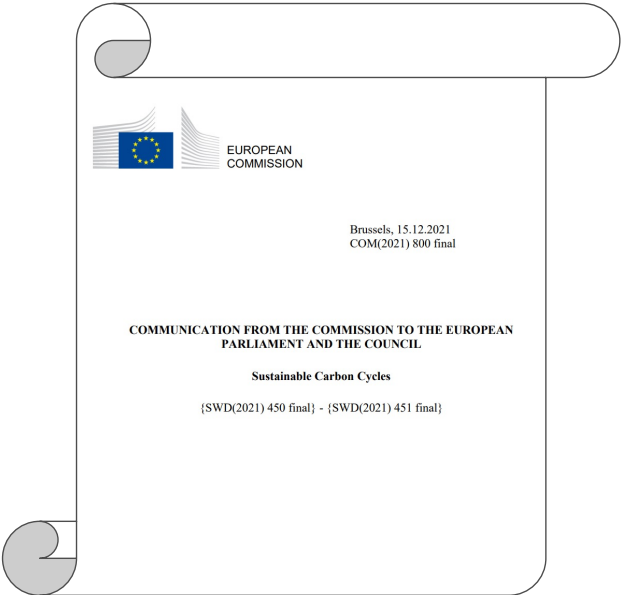 EUROPEAN
COMMISSION
Brussels, 15.12.2021
COM(2021) 800 final
COMMUNICATION FROM THE COMMISSION TO THE EUROPEAN
PARLIAMENT AND THE COUNCIL
Sustainable Carbon Cycles
{SWD(2021) 450 final} - {SWD(2021) 451 final}